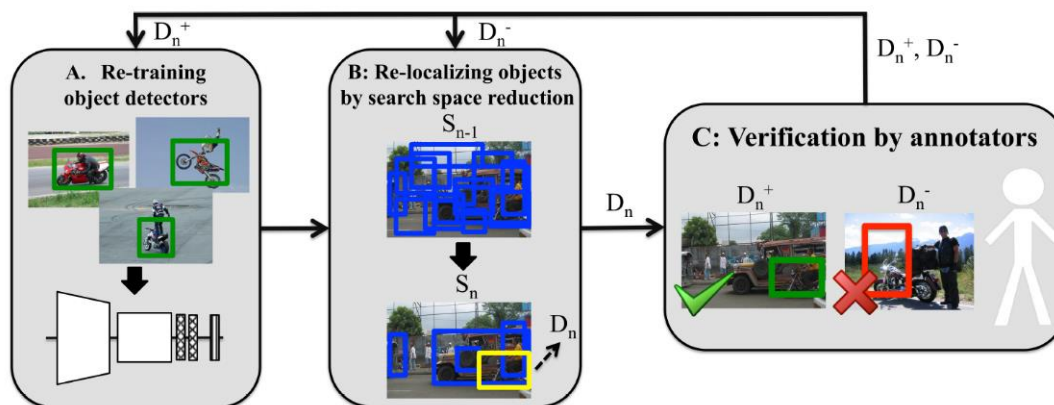 Dn+
Dn-
Dn+, Dn-
A. Re-training
object detectors
B: Re-localizing objects
by search space reduction
Sn-1
Sn
Dn
Dn
C: Verification by annotators
Dn+
Dn-